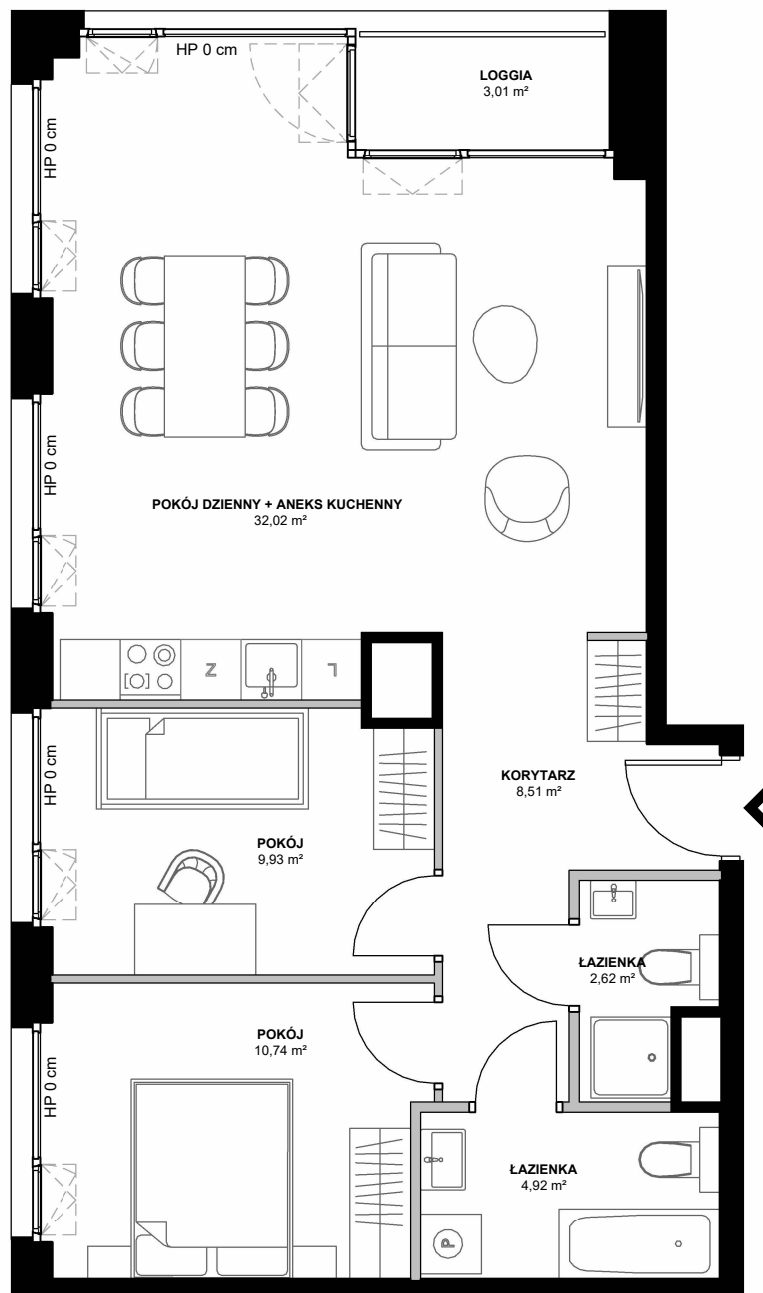 HP 0 cm
LOGGIA
3,01 m²
HP 0 cm
HP 0 cm
POKÓJ DZIENNY + ANEKS KUCHENNY
32,02 m²
Z
L
HP 0 cm
KORYTARZ
8,51 m²
POKÓJ
9,93 m²
ŁAZIENKA
2,62 m²
POKÓJ
10,74 m²
HP 0 cm
ŁAZIENKA
4,92 m²
P